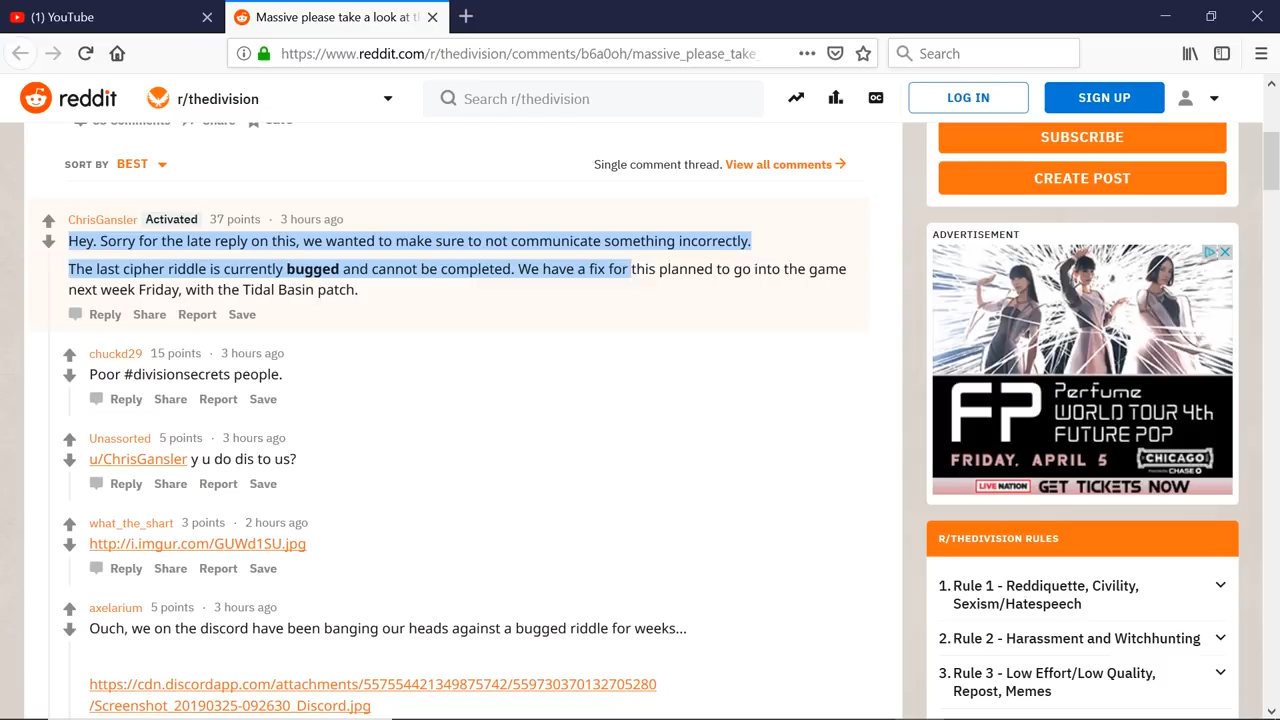 (1) YouTube
Massive please take a look at t
https://www.reddit.com/r/thedivision/comments/b6a0oh/massive_please_take_
Search
reddit
r/thedivision
Search r/thedivision
LOG IN
SIGN UP
Share
Save
SORT BY BEST
Single comment thread. View all comments
ChrisGansler Activated 37 points · 3 hours ago
Hey. Sorry for the late reply on this, we wanted to make sure to not communicate something incorrectly.
The last cipher riddle is currently bugged and cannot be completed. We have a fix for this planned to go into the game
next week Friday, with the Tidal Basin patch.
Reply Share Report Save
chuckd29 15 points · 3 hours ago
Poor #divisionsecrets people.
Reply Share Report Save
Unassorted 5 points · 3 hours ago
u/ChrisGansler y u do dis to us?
Reply Share Report Save
what_the_shart 3 points · 2 hours ago
http://i.imgur.com/GUWd1SU.jpg
Reply Share Report Save
axelarium 5 points · 3 hours ago
Ouch, we on the discord have been banging our heads against a bugged riddle for weeks...
https://cdn.discordapp.com/attachments/557554421349875742/559730370132705280
/Screenshot_20190325-092630_Discord.jpg
SUBSCRIBE
CREATE POST
ADVERTISEMENT
FP
Perfume
WORLD TOUR 4th
FUTURE POP
FRIDAY, APRIL 5
CHICAGO
LIVE NATION GET TICKETS NOW
R/THEDIVISION RULES
1. Rule 1 - Reddiquette, Civility,
Sexism/Hatespeech
2. Rule 2 - Harassment and Witchhunting
3. Rule 3 - Low Effort/Low Quality,
Repost, Memes